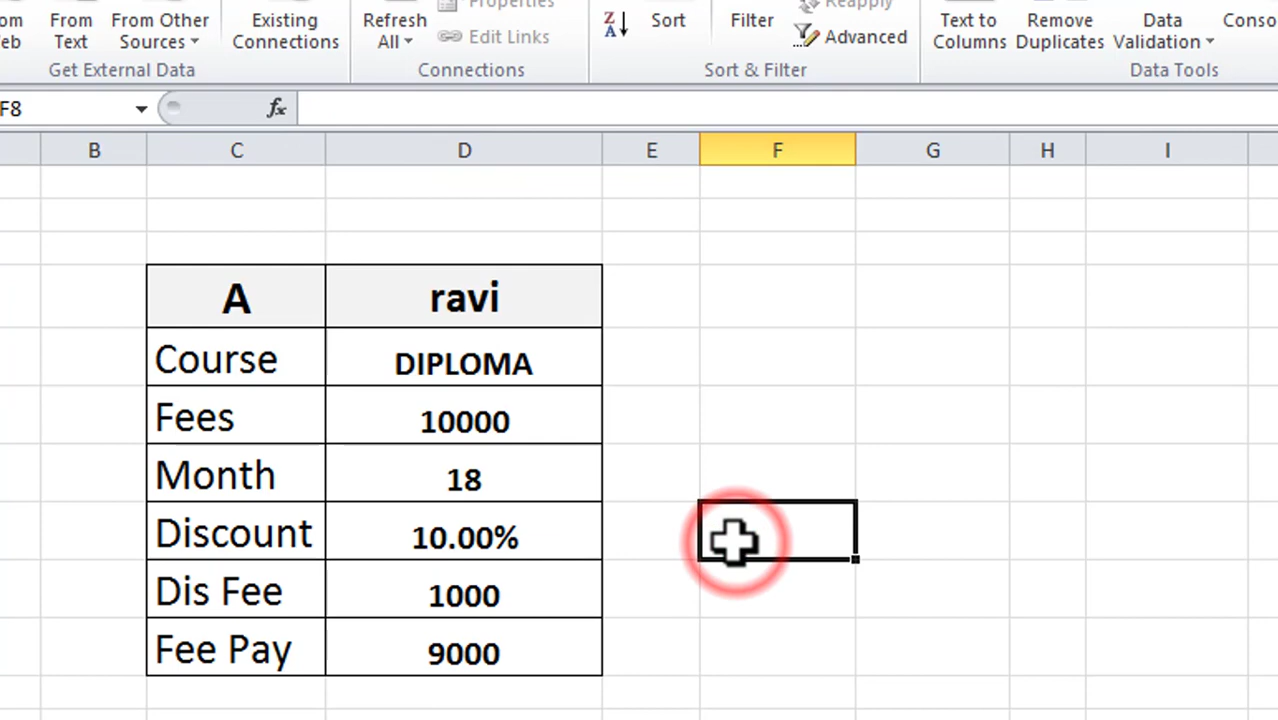 Properties
Reapply
om
From
From Other
Existing
Refresh
Sort
Filter
Text to
Remove
Data
Conso
eb
Text
Sources
Connections
All
Edit Links
Z
A
Advanced
Columns
Duplicates
Validation
Get External Data
Connections
Sort & Filter
Data Tools
F8
fx
B C D E F G H I
A ravi
Course DIPLOMA
Fees 10000
Month 18
Discount 10.00%
Dis Fee 1000
Fee Pay 9000